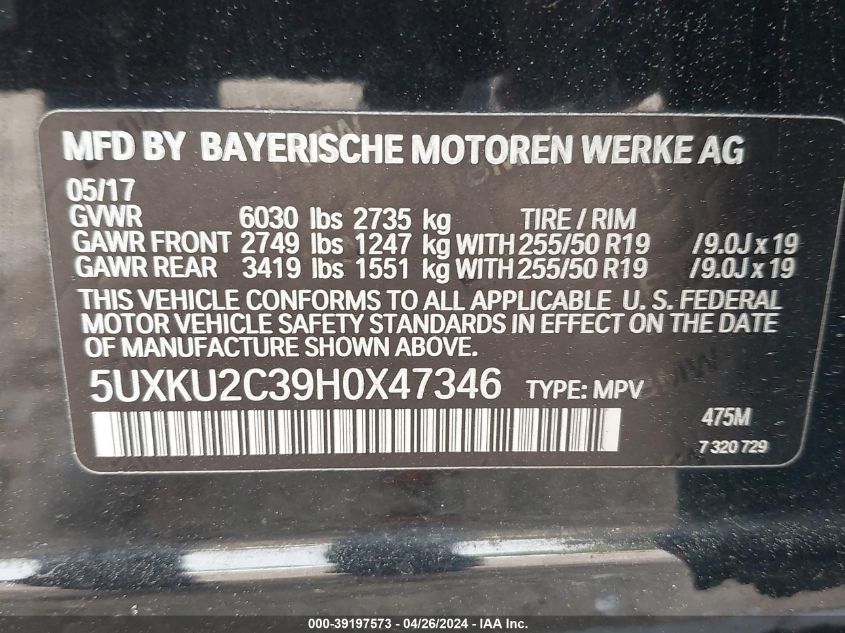 MFD BY BAYERISCHE MOTOREN WERKE AG
05/17
GVWR 6030 lbs 2735 kg TIRE / RIM
GAWR FRONT 2749 lbs 1247 kg WITH 255/50 R19 /9.0J x 19
GAWR REAR 3419 lbs 1551 kg WITH 255/50 R19 /9.0J x 19
THIS VEHICLE CONFORMS TO ALL APPLICABLE U. S. FEDERAL
MOTOR VEHICLE SAFETY STANDARDS IN EFFECT ON THE DATE
OF MANUFACTURE SHOWN ABOVE.
5UXKU2C39H0X47346 TYPE: MPV
475M
7 320 729
000-39197573 - 04/26/2024 - IAA Inc.